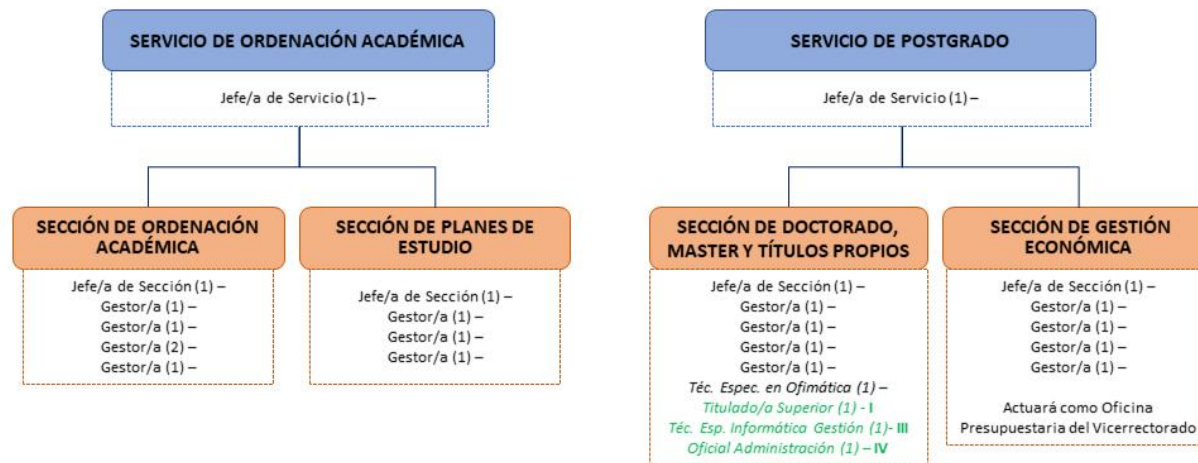 SERVICIO DE ORDENACIÓN ACADÉMICA
Jefe/a de Servicio (1) –
SECCIÓN DE ORDENACIÓN
ACADÉMICA
Jefe/a de Sección (1) –
Gestor/a (1) –
Gestor/a (1) –
Gestor/a (2) –
Gestor/a (1) –
SECCIÓN DE PLANES DE
ESTUDIO
Jefe/a de Sección (1) –
Gestor/a (1) –
Gestor/a (1) –
Gestor/a (1) –
SERVICIO DE POSTGRADO
Jefe/a de Servicio (1) –
SECCIÓN DE DOCTORADO,
MASTER Y TÍTULOS PROPIOS
Jefe/a de Sección (1) –
Gestor/a (1) –
Gestor/a (1) –
Gestor/a (1) –
Gestor/a (1) –
Téc. Espec. en Ofimática (1) –
Titulado/a Superior (1) - I
Téc. Esp. Informática Gestión (1)- III
Oficial Administración (1) – IV
SECCIÓN DE GESTIÓN
ECONÓMICA
Jefe/a de Sección (1) –
Gestor/a (1) –
Gestor/a (1) –
Gestor/a (1) –
Gestor/a (1) –
Actuará como Oficina
Presupuestaria del Vicerrectorado